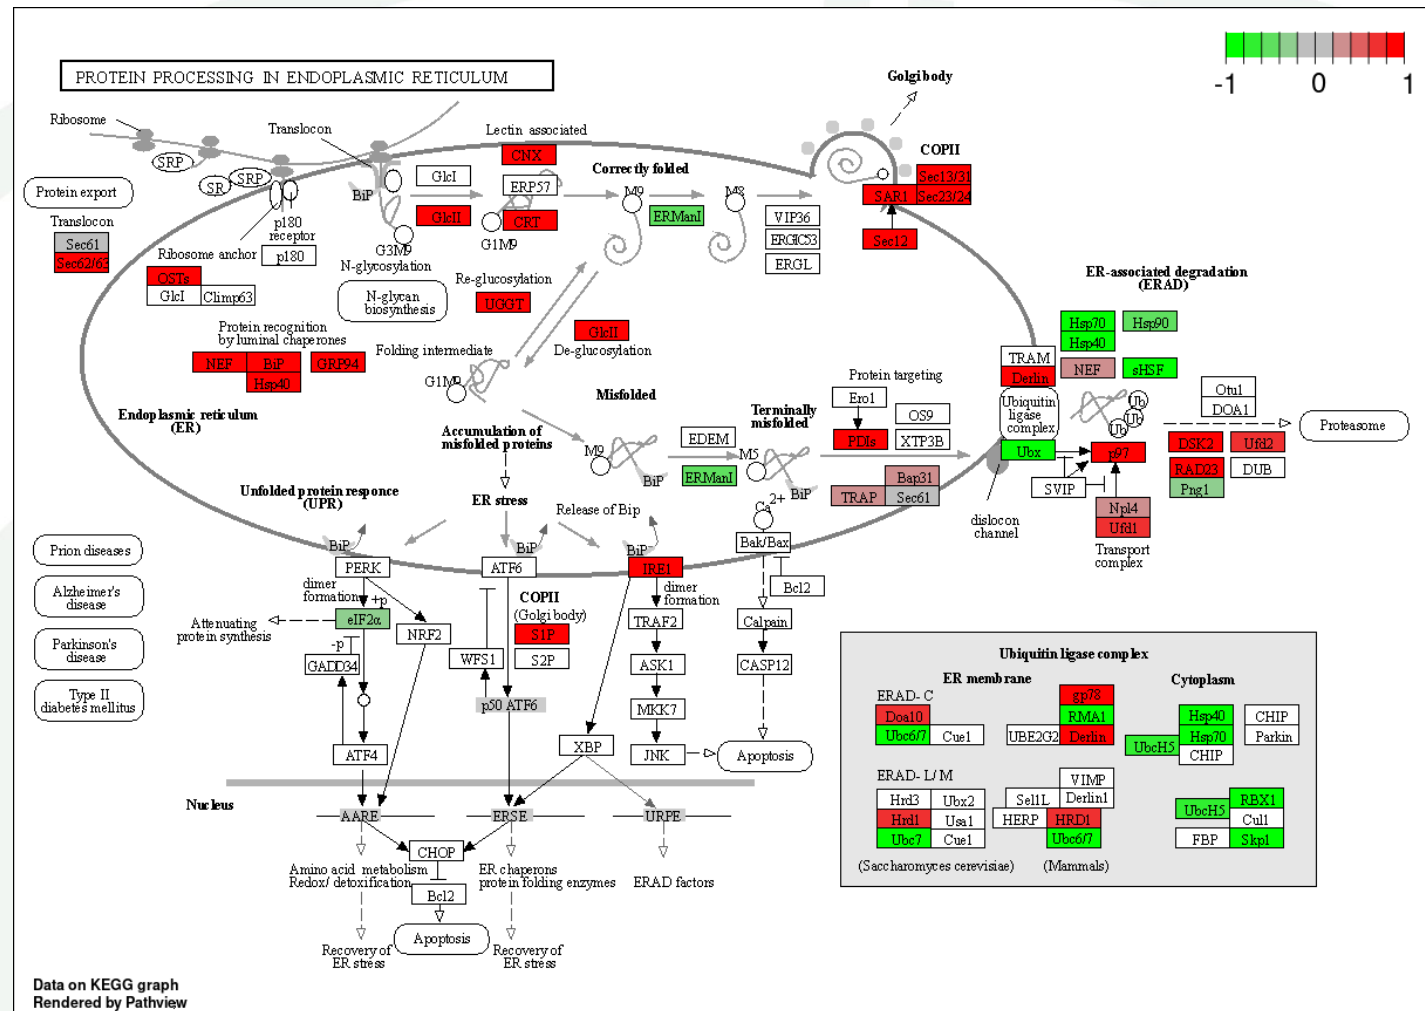 PROTEIN PROCESSING IN ENDOPLASMIC RETICULUM
-1 0 1
Golgi body
Ribosome
Translocon
Lectin associated
COPII
SRP
SR
SRP
BiP
GlcI
CNX
ERP57
CRT
GlcII
G1M9
G3M9
N-glycosylation
Correctly folded
M9
ERManI
M8
VIP36
ERGIC53
ERGL
Sec13/31
SAR1
Sec23/24
Sec12
Protein export
Translocon
Sec61
Sec62/63
p180
receptor
p180
Ribosome anchor
OSTs
GlcI
Climp63
N-glycan
biosynthesis
Re-glucosylation
UGGT
GlcII
De-glucosylation
ER-associated degradation
(ERAD)
Hsp70
Hsp90
Hsp40
NEF
sHSF
TRAM
Derlin
Ubiquitin
ligase
complex
Ub
Ub
Ub
Otu1
DOA1
Proteasome
Ubx
p97
SVIP
DSK2
Ufd2
RAD23
DUB
Png1
Npl4
Ufd1
Transport
complex
dislocon
channel
Protein recognition
by luminal chaperones
NEF
BiP
GRP94
Hsp40
Folding intermediate
G1M9
Endoplasmic reticulum
(ER)
Misfolded
Accumulation of
misfolded proteins
M9
BiP
EDEM
ERManI
M5
BiP
Terminally
misfolded
Protein targeting
Ero1
PDIs
OS9
XTP3B
Bap31
TRAP
Sec61
Unfolded protein responce
(UPR)
ER stress
Release of Bip
Ca2+
Bak/Bax
Bcl2
BiP
PERK
BiP
ATF6
BiP
IRE1
Prion diseases
Alzheimer's
disease
Parkinson's
disease
Type II
diabetes mellitus
dimer
formation
+p
eIF2α
Attenuating
protein synthesis
-p
GADD34
NRF2
ATF4
COPII
(Golgi body)
S1P
S2P
WFS1
p50 ATF6
dimer
formation
TRAF2
ASK1
MKK7
JNK
XBP
Calpain
CASP12
Apoptosis
Nucleus
AARE
ERSE
URPE
CHOP
Bcl2
Apoptosis
Amino acid metabolism
Redox/ detoxification
ER chaperons
protein folding enzymes
ERAD factors
Recovery of
ER stress
Recovery of
ER stress
Ubiquitin ligase complex
ER membrane
Cytoplasm
ERAD- C
Doa10
Ubc6/7
Cue1
gp78
RMA1
UBE2G2
Derlin
Hsp40
Hsp70
UbcH5
CHIP
CHIP
Parkin
ERAD- L/ M
Hrd3
Ubx2
Hrd1
Usa1
Ubc7
Cue1
VIMP
Sel1L
Derlin1
HERP
HRD1
Ubc6/7
UbcH5
RBX1
Cul1
FBP
Skp1
(Saccharomyces cerevisiae)
(Mammals)
Data on KEGG graph
Rendered by Pathview